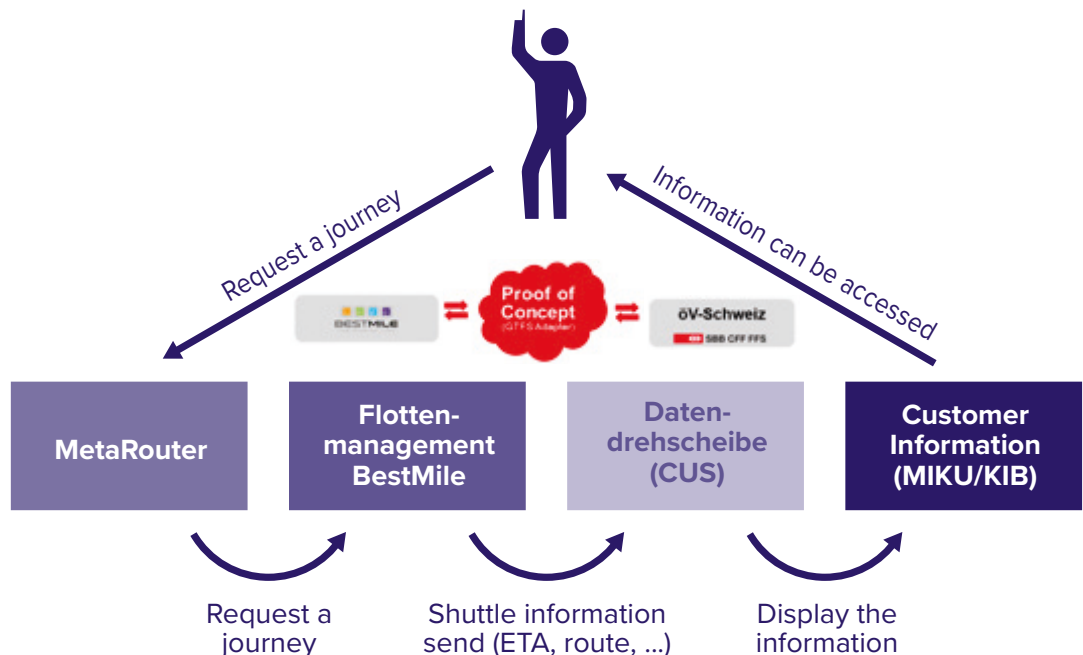 Request a journey
Information can be accessed
BESTMILE
Proof of
Concept
(GTFS Adapter)
öV-Schweiz
SBB CFF FFS
MetaRouter
Flotten-
management
BestMile
Daten-
drehscheibe
(CUS)
Customer
Information
(MIKU/KIB)
Request a
journey
Shuttle information
send (ETA, route, ...)
Display the
information